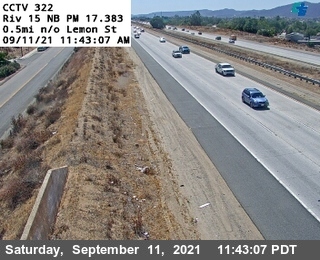 CCTV 322
Riv 15 NB PM 17.383
0.5mi n/o Lemon St
09/11/21 11:43:07 AM
Saturday, September 11, 2021 11:43:07 PDT